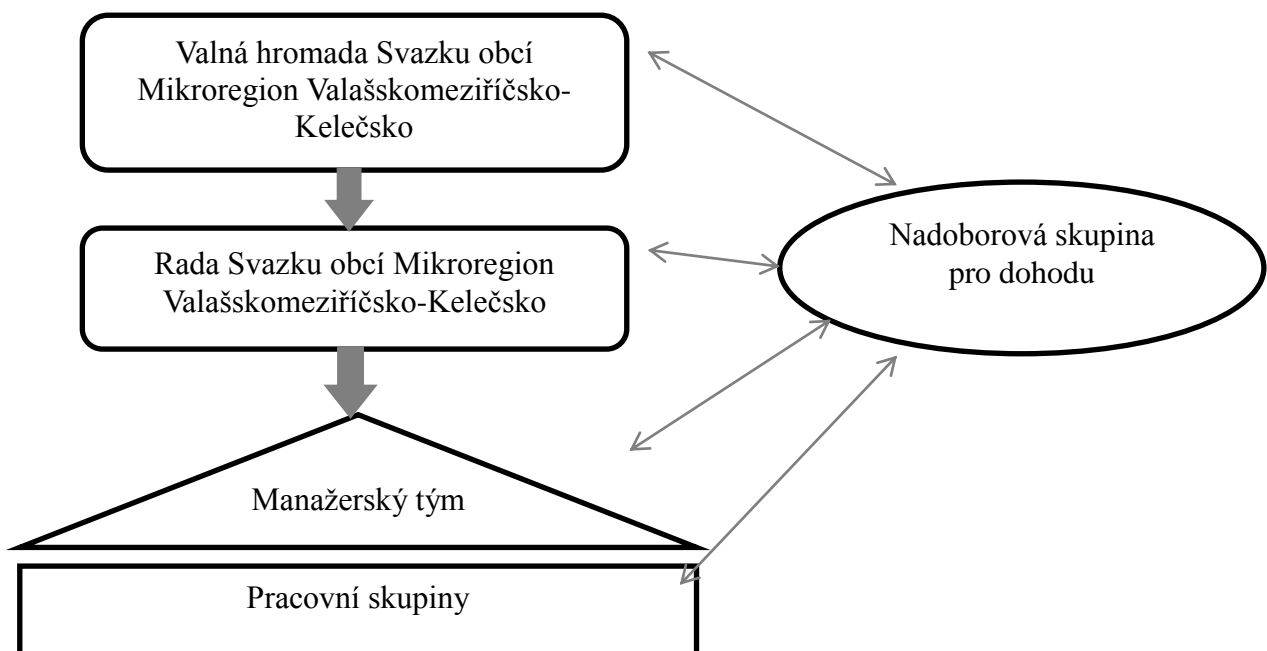 Valná hromada Svazku obcí
Mikroregion Valašskomeziříčsko-
Kelečsko
Rada Svazku obcí Mikroregion
Valašskomeziříčsko-Kelečsko
Nadoborová skupina
pro dohodu
Manažerský tým
Pracovní skupiny